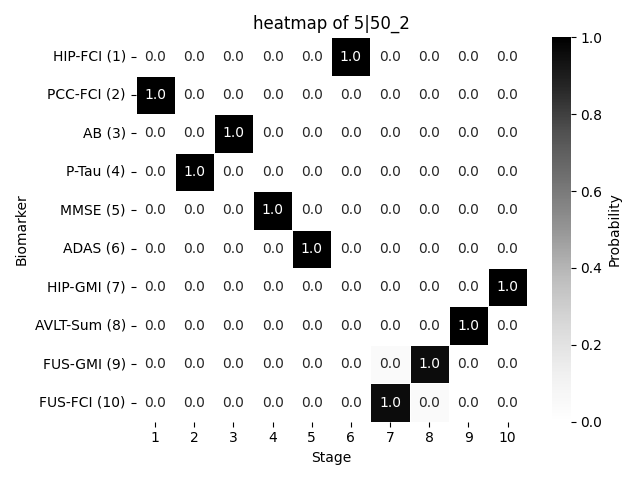 heatmap of 5|50_2
HIP-FCI (1) 0.0 0.0 0.0 0.0 0.0 1.0 0.0 0.0 0.0 0.0
PCC-FCI (2) 1.0 0.0 0.0 0.0 0.0 0.0 0.0 0.0 0.0 0.0
AB (3) 0.0 0.0 1.0 0.0 0.0 0.0 0.0 0.0 0.0 0.0
P-Tau (4) 0.0 1.0 0.0 0.0 0.0 0.0 0.0 0.0 0.0 0.0
MMSE (5) 0.0 0.0 0.0 1.0 0.0 0.0 0.0 0.0 0.0 0.0
ADAS (6) 0.0 0.0 0.0 0.0 1.0 0.0 0.0 0.0 0.0 0.0
HIP-GMI (7) 0.0 0.0 0.0 0.0 0.0 0.0 0.0 0.0 0.0 1.0
AVLT-Sum (8) 0.0 0.0 0.0 0.0 0.0 0.0 0.0 0.0 1.0 0.0
FUS-GMI (9) 0.0 0.0 0.0 0.0 0.0 0.0 0.0 1.0 0.0 0.0
FUS-FCI (10) 0.0 0.0 0.0 0.0 0.0 0.0 1.0 0.0 0.0 0.0
1 2 3 4 5 6 7 8 9 10
Stage
Biomarker
1.0
0.8
0.6
0.4
0.2
0.0
Probability